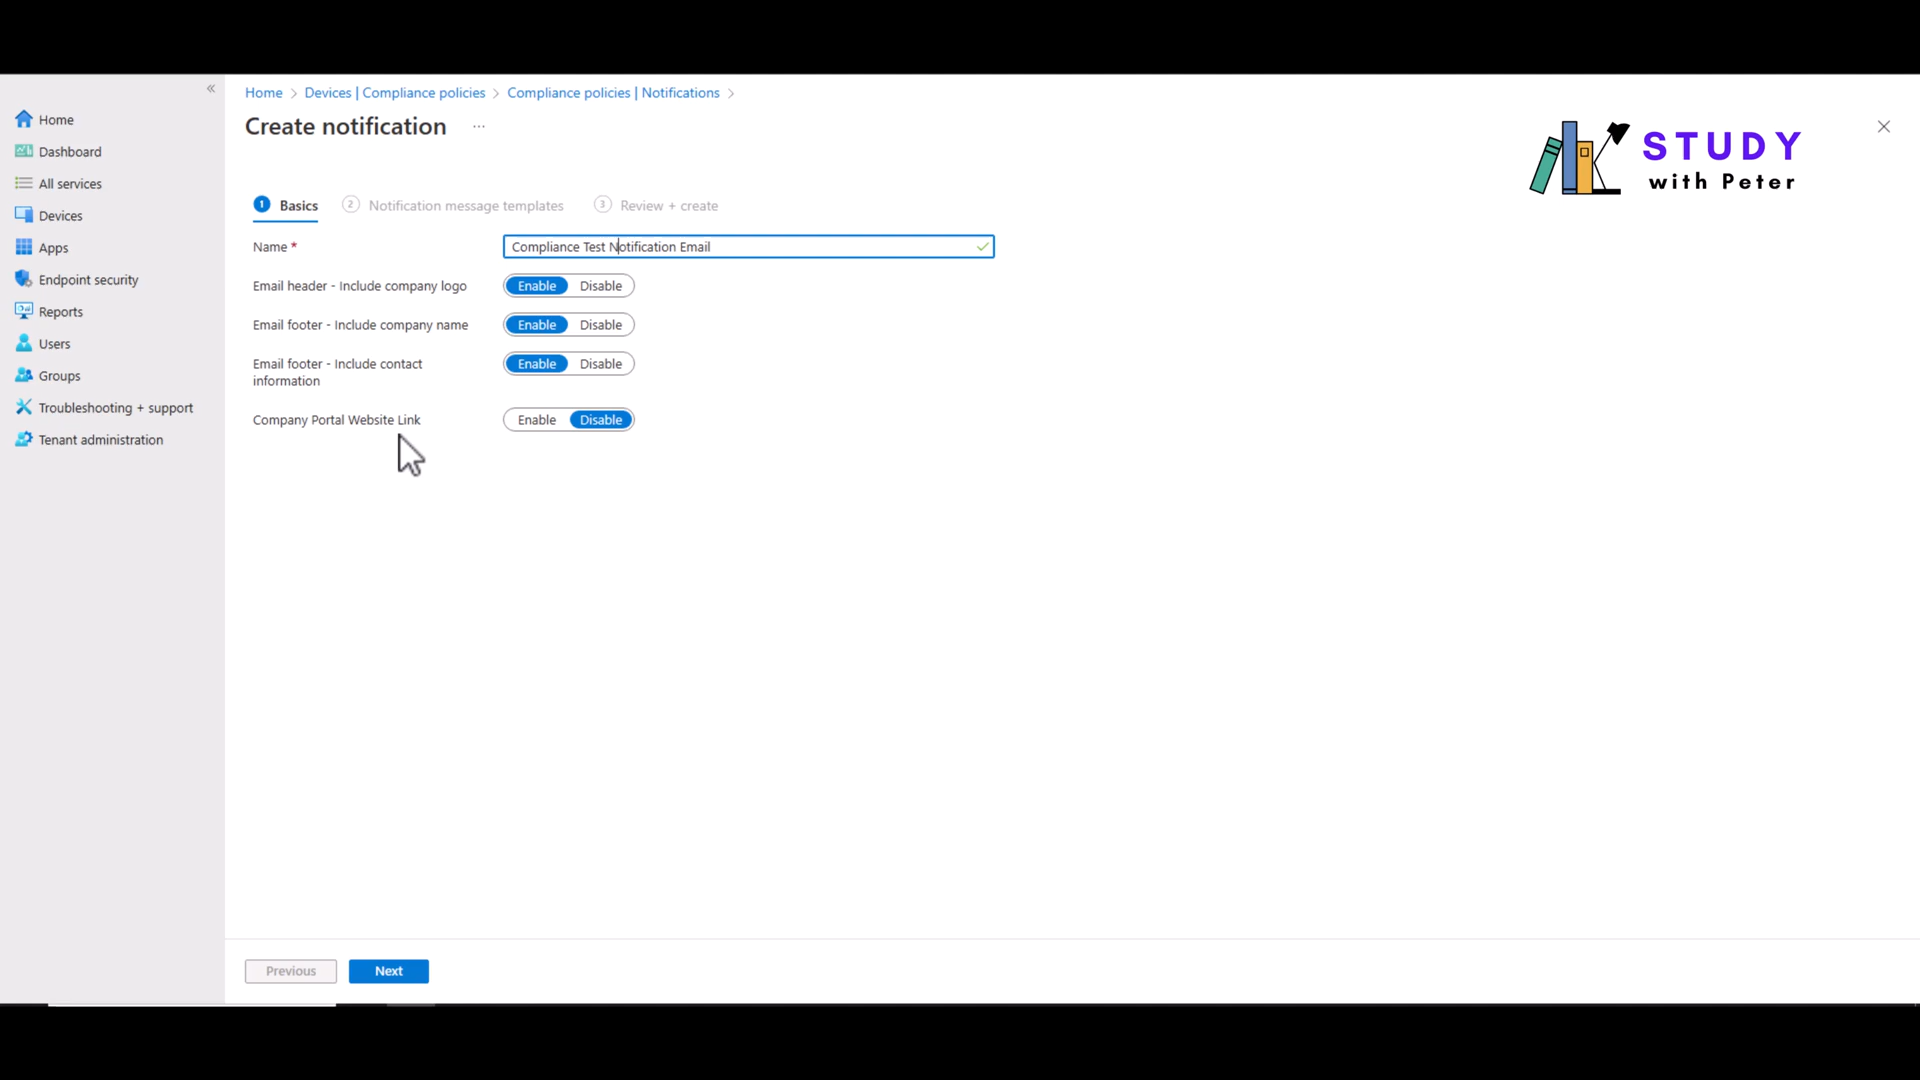 Home > Devices | Compliance policies > Compliance policies | Notifications >
Create notification ...
STUDY
with Peter
Home
Dashboard
All services
Devices
Apps
Endpoint security
Reports
Users
Groups
Troubleshooting + support
Tenant administration
1 Basics 2 Notification message templates 3 Review + create
Name * Compliance Test Notification Email
Email header - Include company logo Enable Disable
Email footer - Include company name Enable Disable
Email footer - Include contact
information Enable Disable
Company Portal Website Link Enable Disable
Previous Next